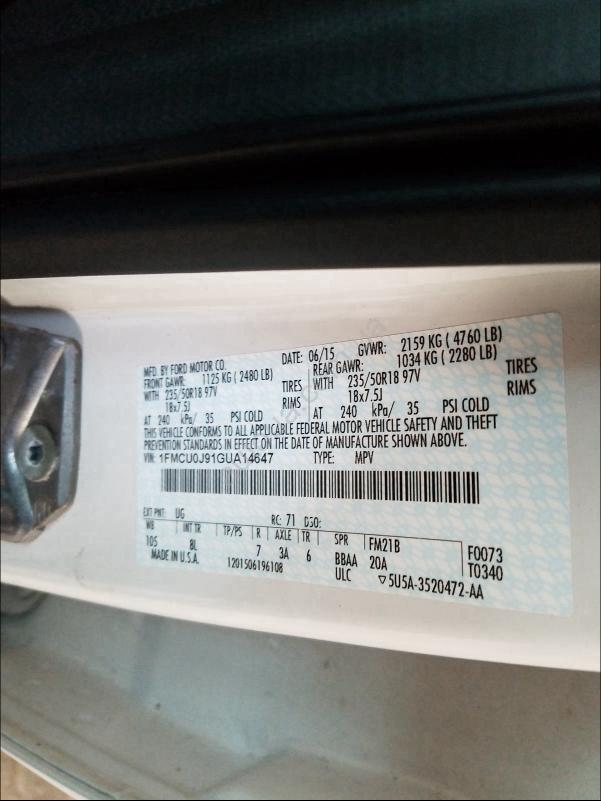 MFD. BY FORD MOTOR CO. DATE: 06/15 GVWR: 2159 KG ( 4760 LB)
FRONT GAWR: 1125 KG ( 2480 LB) REAR GAWR: 1034 KG ( 2280 LB)
WITH 235/50R18 97V TIRES WITH 235/50R18 97V TIRES
18x7.5J RIMS 18x7.5J RIMS
AT 240 kPa/ 35 PSI COLD AT 240 kPa/ 35 PSI COLD
THIS VEHICLE CONFORMS TO ALL APPLICABLE FEDERAL MOTOR VEHICLE SAFETY AND THEFT
PREVENTION STANDARDS IN EFFECT ON THE DATE OF MANUFACTURE SHOWN ABOVE.
VIN: 1FMCU0J91GUA14647 TYPE: MPV
EXT PNT: UG RC: 71 DSO:
WB INT TR TP/PS R AXLE TR SPR FM21B F0073
105 8L 7 3A 6 BBAA 20A T0340
MADE IN U.S.A. 1201506196108 ULC ▽5U5A-3520472-AA